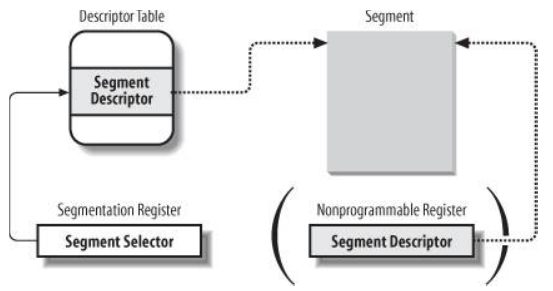 Descriptor Table
Segment
Segment
Descriptor
Segmentation Register
Segment Selector
Nonprogrammable Register
Segment Descriptor